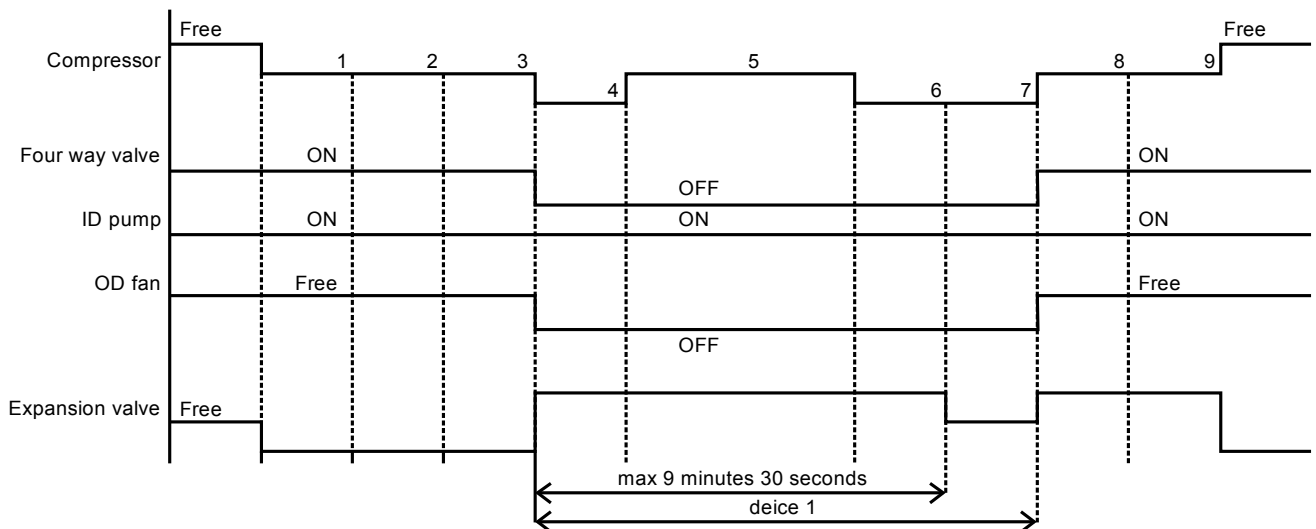 Free
Free
Compressor
1 2 3 4 5 6 7 8 9
Four way valve
ON
OFF
ON
ID pump
ON
ON
ON
OD fan
Free
OFF
Free
Expansion valve
Free
max 9 minutes 30 seconds
deice 1